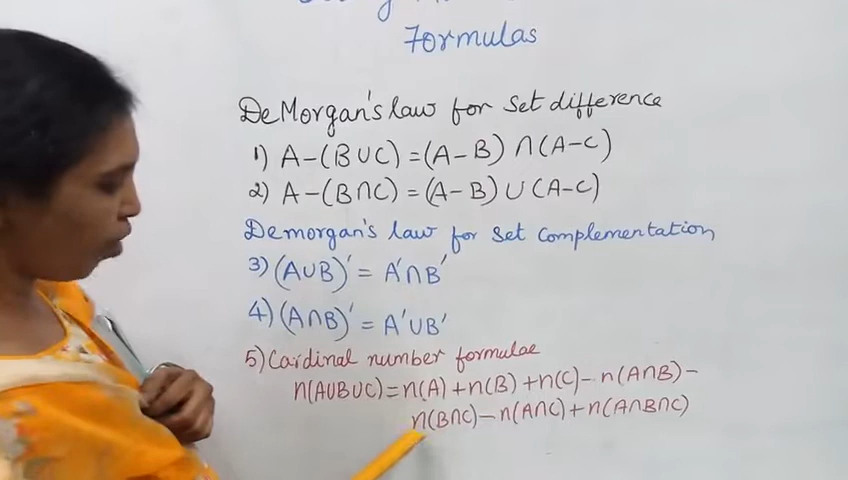 Formulas
De Morgan's law for Set difference
1) A-(B∪C) = (A-B) ∩ (A-C)
2) A-(B∩C) = (A-B) ∪ (A-C)
Demorgan's law for Set complementation
3) (A∪B)' = A'∩B'
4) (A∩B)' = A'∪B'
5) Cardinal number formulae
n(A∪B∪C) = n(A) + n(B) + n(C) - n(A∩B) -
n(B∩C) - n(A∩C) + n(A∩B∩C)